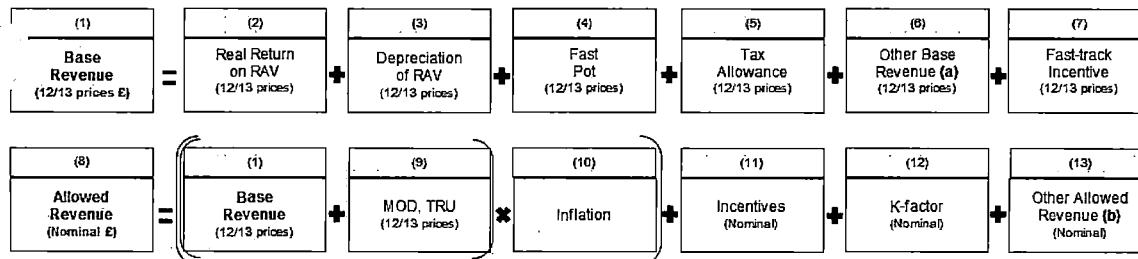 (1) (2) (3) (4) (5) (6) (7)
Base Revenue (12/13 prices £) = Real Return on RAV (12/13 prices) + Depreciation of RAV (12/13 prices) + Fast Pot (12/13 prices) + Tax Allowance (12/13 prices) + Other Base Revenue (a) (12/13 prices) + Fast-track Incentive (12/13 prices)
(8) (1) (9) (10) (11) (12) (13)
Allowed Revenue (Nominal £) = ((Base Revenue (12/13 prices) + MOD, TRU (12/13 prices)) × Inflation) + Incentives (Nominal) + K-factor (Nominal) + Other Allowed Revenue (b) (Nominal)